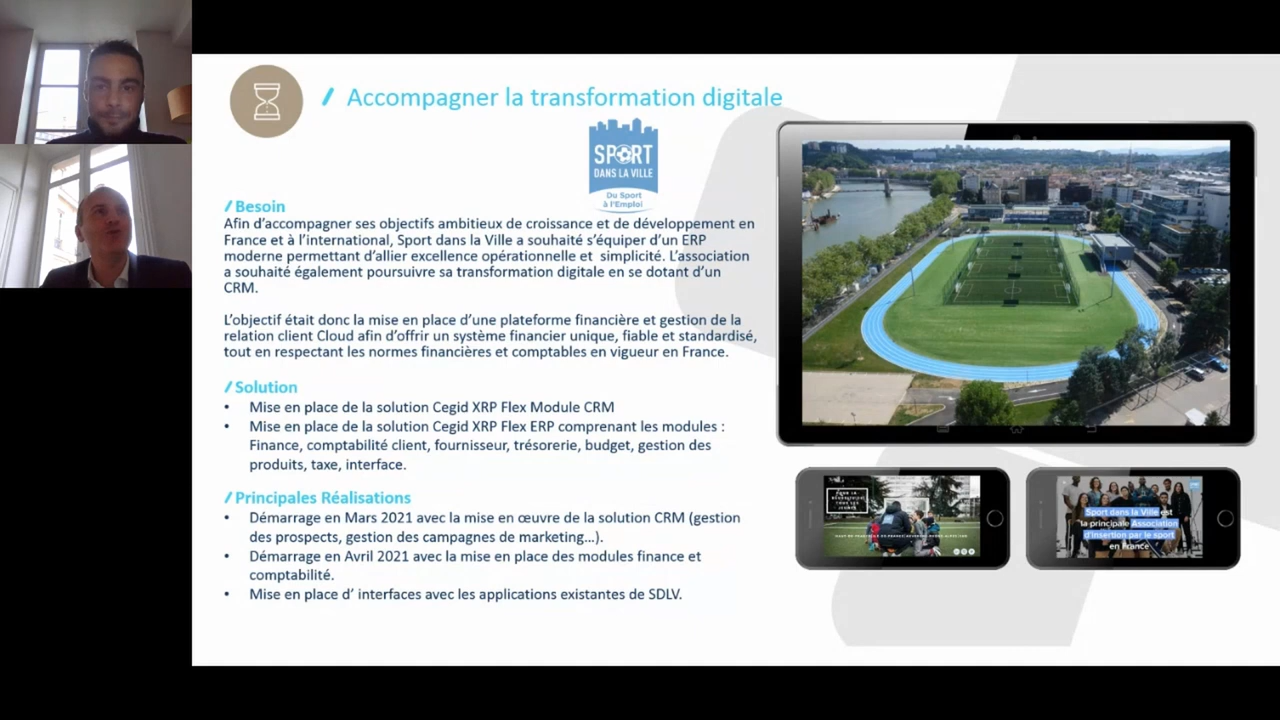 Accompagner la transformation digitale
SPORT
DANS LA VILLE
Du Sport
à l'Emploi
Besoin
Afin d'accompagner ses objectifs ambitieux de croissance et de développement en
France et à l'international, Sport dans la Ville a souhaité s'équiper d'un ERP
moderne permettant d'allier excellence opérationnelle et simplicité. L'association
a souhaité également poursuivre sa transformation digitale en se dotant d'un
CRM.
L'objectif était donc la mise en place d'une plateforme financière et gestion de la
relation client Cloud afin d'offrir un système financier unique, fiable et standardisé,
tout en respectant les normes financières et comptables en vigueur en France.
Solution
• Mise en place de la solution Cegid XRP Flex Module CRM
• Mise en place de la solution Cegid XRP Flex ERP comprenant les modules :
Finance, comptabilité client, fournisseur, trésorerie, budget, gestion des
produits, taxe, interface.
Principales Réalisations
• Démarrage en Mars 2021 avec la mise en œuvre de la solution CRM (gestion
des prospects, gestion des campagnes de marketing...).
• Démarrage en Avril 2021 avec la mise en place des modules finance et
comptabilité.
• Mise en place d' interfaces avec les applications existantes de SDLV.
Sport dans la Ville est
la principale Association
d'insertion par le sport
en France